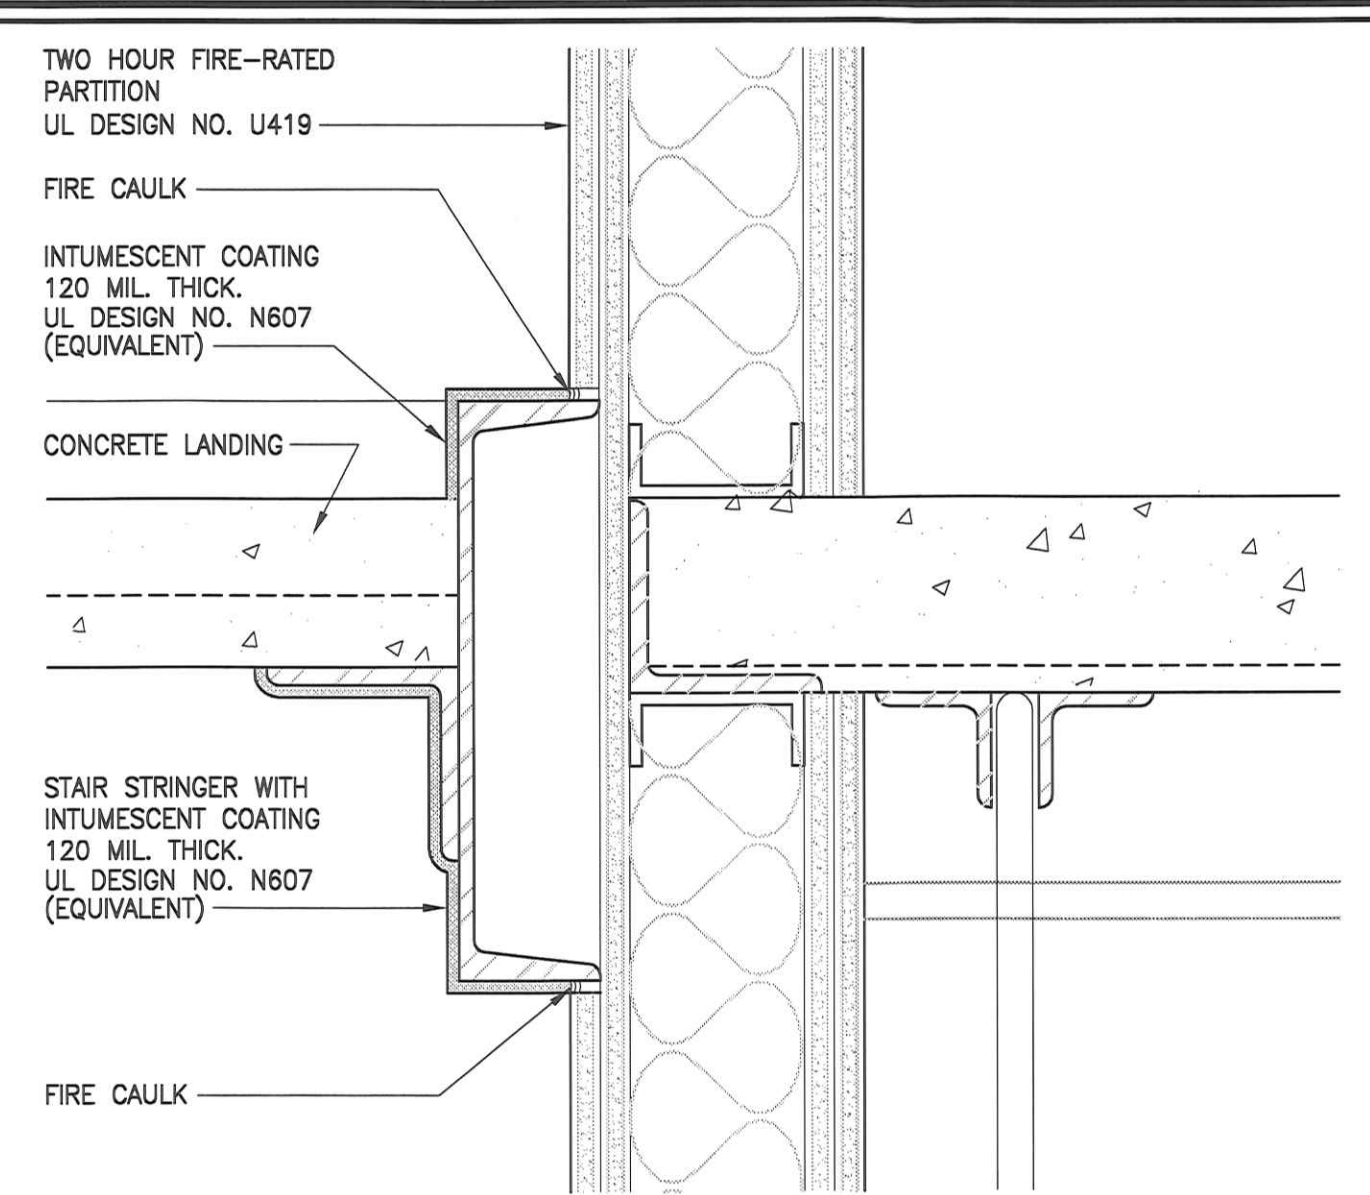 TWO HOUR FIRE-RATED
PARTITION
UL DESIGN NO. U419
FIRE CAULK
INTUMESCENT COATING
120 MIL. THICK.
UL DESIGN NO. N607
(EQUIVALENT)
CONCRETE LANDING
STAIR STRINGER WITH
INTUMESCENT COATING
120 MIL. THICK.
UL DESIGN NO. N607
(EQUIVALENT)
FIRE CAULK